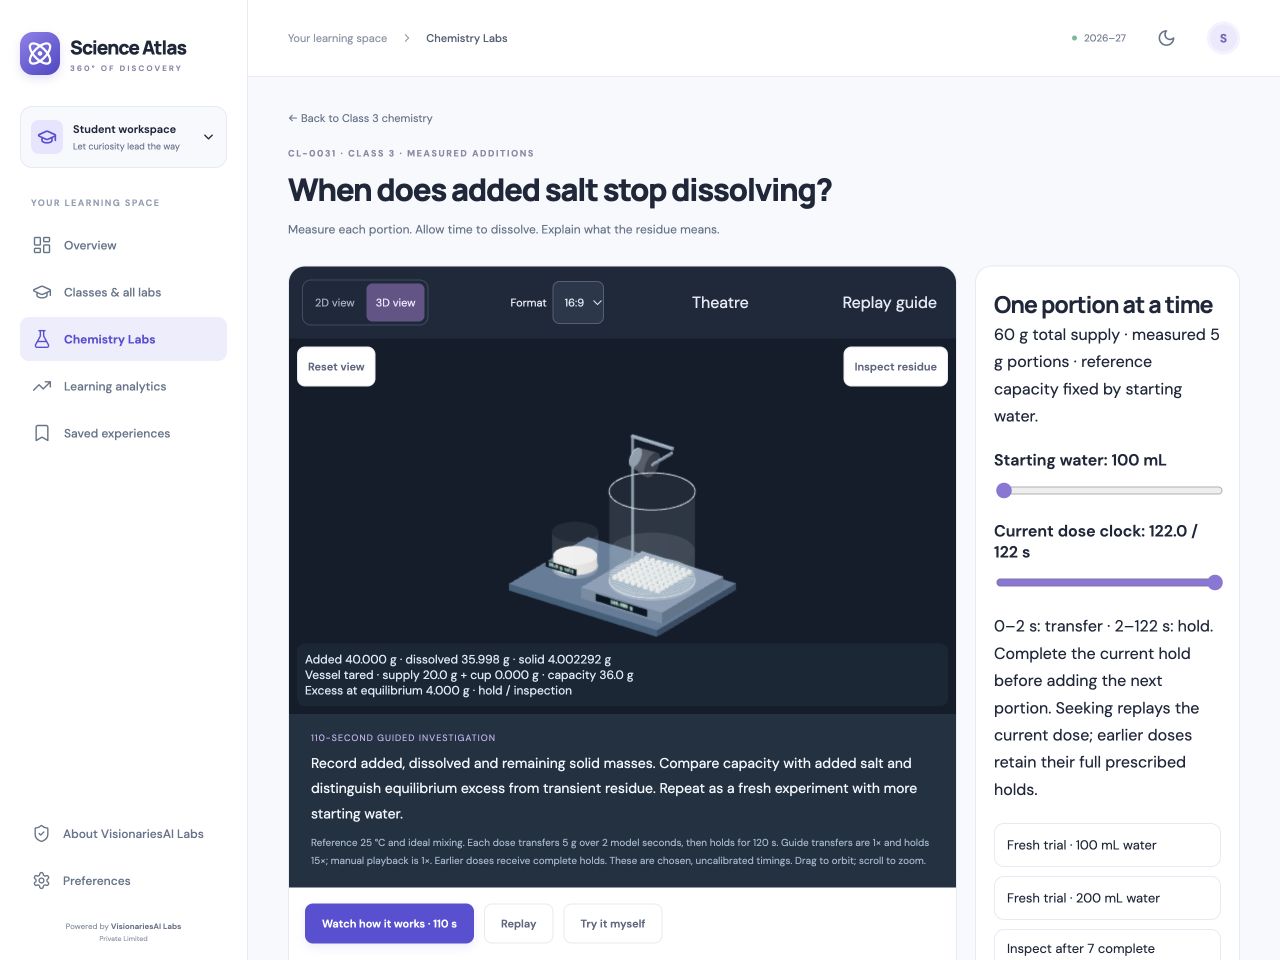 Science Atlas
360° OF DISCOVERY
Student workspace
Let curiosity lead the way
YOUR LEARNING SPACE
Overview
Classes & all labs
Chemistry Labs
Learning analytics
Saved experiences
About VisionariesAI Labs
Preferences
Powered by VisionariesAI Labs
Private Limited
Your learning space
Chemistry Labs
2026–27
S
← Back to Class 3 chemistry
CL-0031 · CLASS 3 · MEASURED ADDITIONS
When does added salt stop dissolving?
Measure each portion. Allow time to dissolve. Explain what the residue means.
2D view
3D view
Format
16:9
Theatre
Replay guide
Reset view
Inspect residue
Added 40.000 g · dissolved 35.998 g · solid 4.002292 g
Vessel tared · supply 20.0 g + cup 0.000 g · capacity 36.0 g
Excess at equilibrium 4.000 g · hold / inspection
110-SECOND GUIDED INVESTIGATION
Record added, dissolved and remaining solid masses. Compare capacity with added salt and
distinguish equilibrium excess from transient residue. Repeat as a fresh experiment with more
starting water.
Reference 25 °C and ideal mixing. Each dose transfers 5 g over 2 model seconds, then holds for 120 s. Guide transfers are 1× and holds
15×; manual playback is 1×. Earlier doses receive complete holds. These are chosen, uncalibrated timings. Drag to orbit; scroll to zoom.
Watch how it works · 110 s
Replay
Try it myself
One portion at a time
60 g total supply · measured 5
g portions · reference
capacity fixed by starting
water.
Starting water: 100 mL
Current dose clock: 122.0 /
122 s
0–2 s: transfer · 2–122 s: hold.
Complete the current hold
before adding the next
portion. Seeking replays the
current dose; earlier doses
retain their full prescribed
holds.
Fresh trial · 100 mL water
Fresh trial · 200 mL water
Inspect after 7 complete